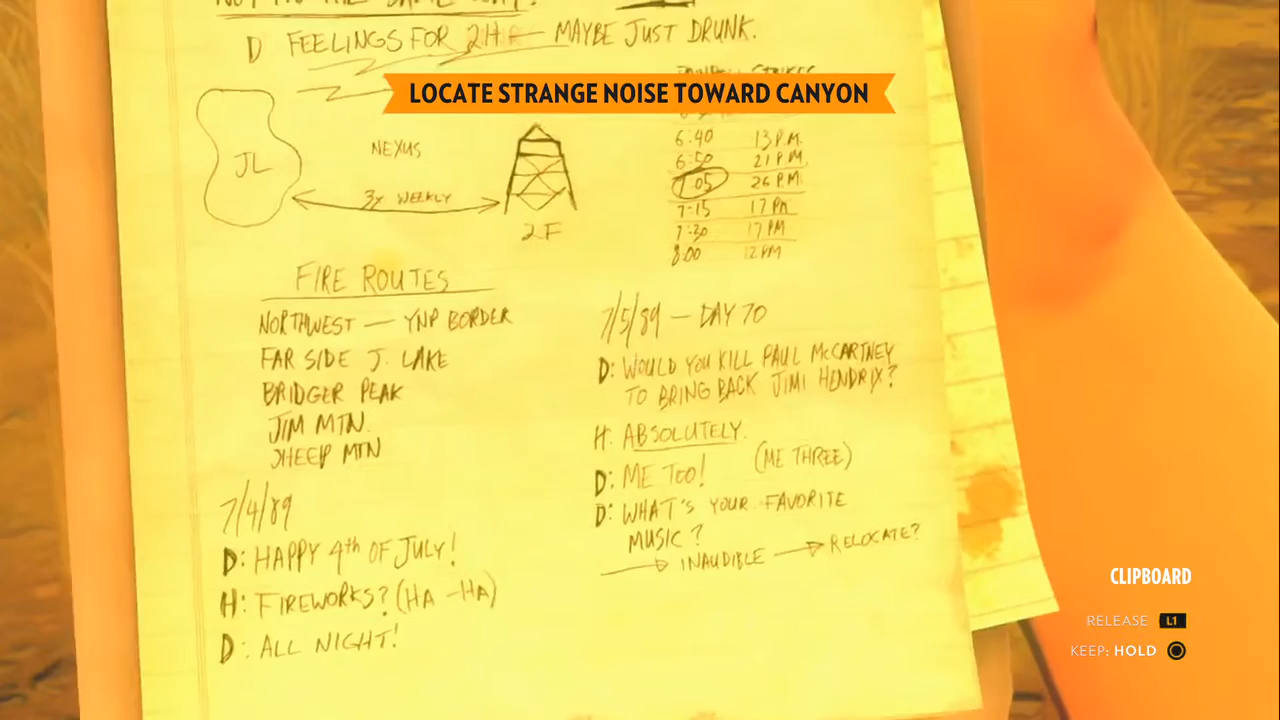 D FEELINGS FOR 2H — MAYBE JUST DRUNK.
LOCATE STRANGE NOISE TOWARD CANYON
JL
NEXUS
3x WEEKLY
2F
6:40 13 P.M.
6:50 21 P.M.
7:05 26 P.M.
7:15 17 PM
7:30 17 PM
8:00 12 PM
FIRE ROUTES
NORTHWEST — YNP BORDER
FAR SIDE J. LAKE
BRIDGER PEAK
JIM MTN.
SHEEP MTN
7/4/89
D: HAPPY 4th OF JULY!
H: FIREWORKS? (HA-HA)
D: ALL NIGHT!
7/5/89 — DAY 70
D: WOULD YOU KILL PAUL McCARTNEY
TO BRING BACK JIMI HENDRIX?
H: ABSOLUTELY.
D: ME TOO! (ME THREE)
D: WHAT'S YOUR FAVORITE
MUSIC?
→ INAUDIBLE → RELOCATE?
CLIPBOARD
RELEASE L1
KEEP: HOLD